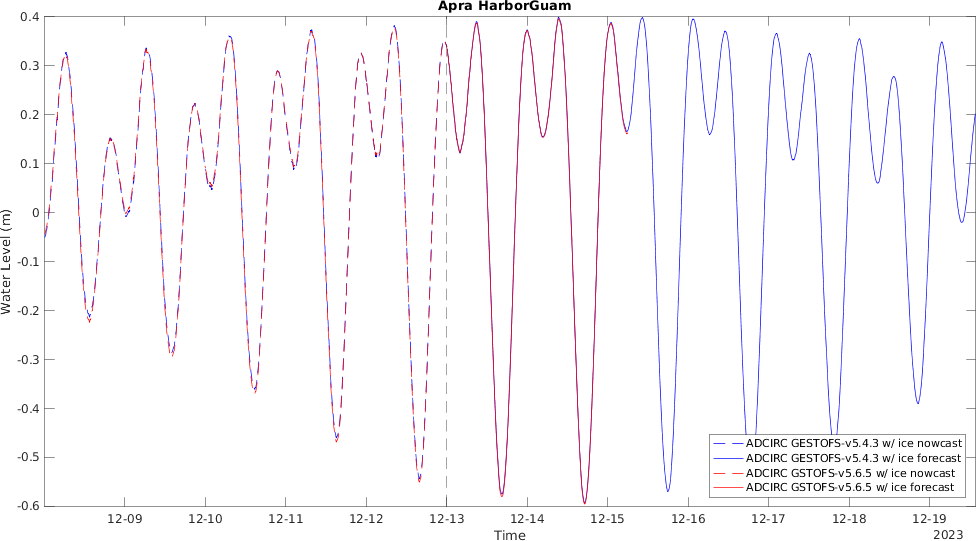 Apra HarborGuam
0.4
0.3
0.2
0.1
0
-0.1
-0.2
-0.3
-0.4
-0.5
-0.6
Water Level (m)
ADCIRC GESTOFS-v5.4.3 w/ ice nowcast
ADCIRC GESTOFS-v5.4.3 w/ ice forecast
ADCIRC GSTOFS-v5.6.5 w/ ice nowcast
ADCIRC GSTOFS-v5.6.5 w/ ice forecast
12-09 12-10 12-11 12-12 12-13 12-14 12-15 12-16 12-17 12-18 12-19
Time
2023